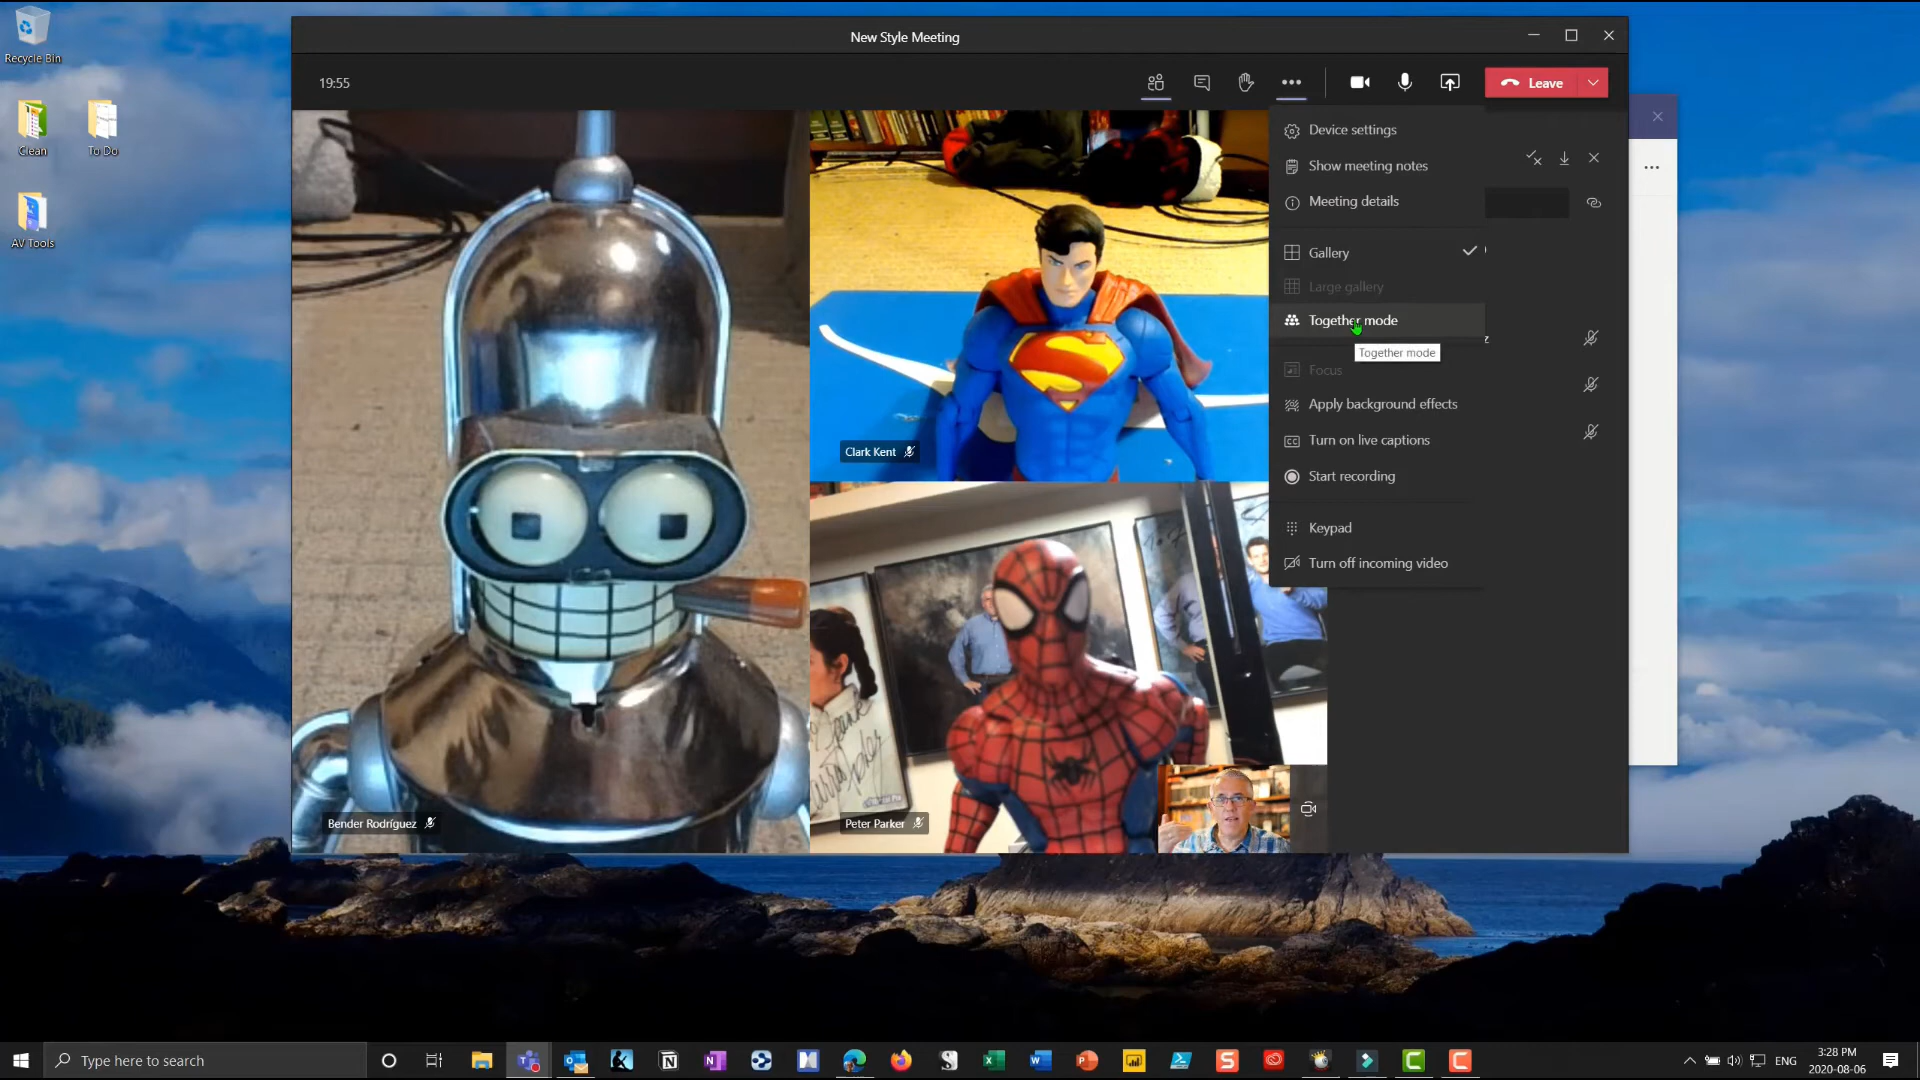 Recycle Bin
Clean
To Do
AV Tools
New Style Meeting
19:55
Leave
Device settings
Show meeting notes
Meeting details
Gallery
Large gallery
Together mode
Together mode
Focus
Apply background effects
CC Turn on live captions
Start recording
Keypad
Turn off incoming video
Clark Kent
Bender Rodríguez
Peter Parker
Type here to search
ENG
3:28 PM
2020-08-06